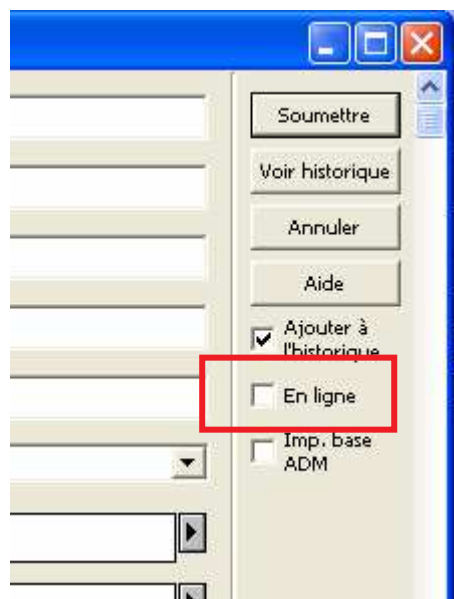 Soumettre
Voir historique
Annuler
Aide
Ajouter à
l'historique
En ligne
Imp. base
ADM